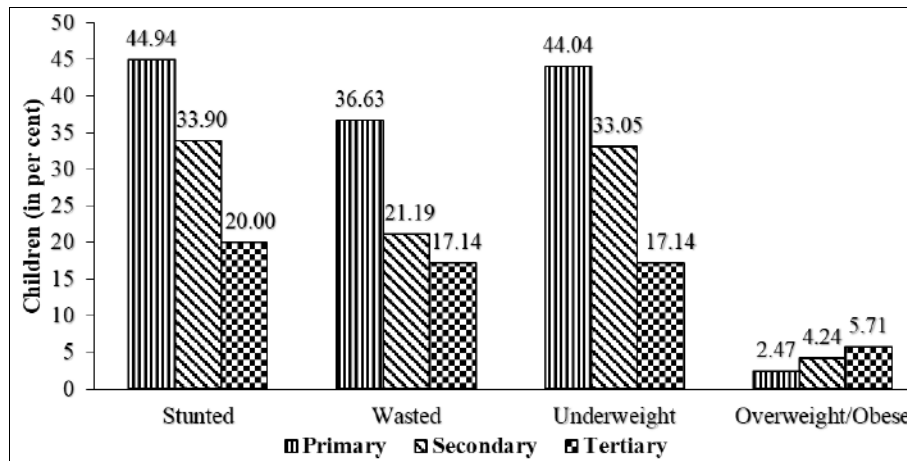 Children (in per cent)
50
45
40
35
30
25
20
15
10
5
0
44.94
33.90
20.00
36.63
21.19
17.14
44.04
33.05
17.14
2.47
4.24
5.71
Stunted
Wasted
Underweight
Overweight/Obese
Primary
Secondary
Tertiary